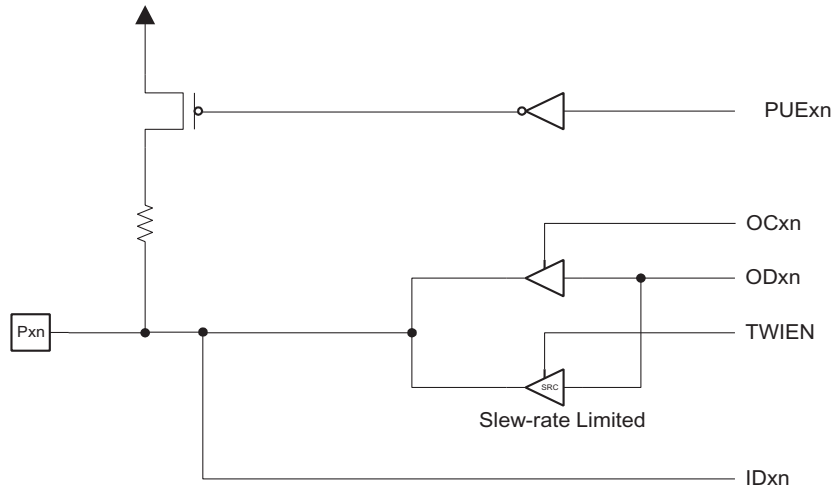 PUExn
OCxn
ODxn
Pxn
TWIEN
SRC
Slew-rate Limited
IDxn